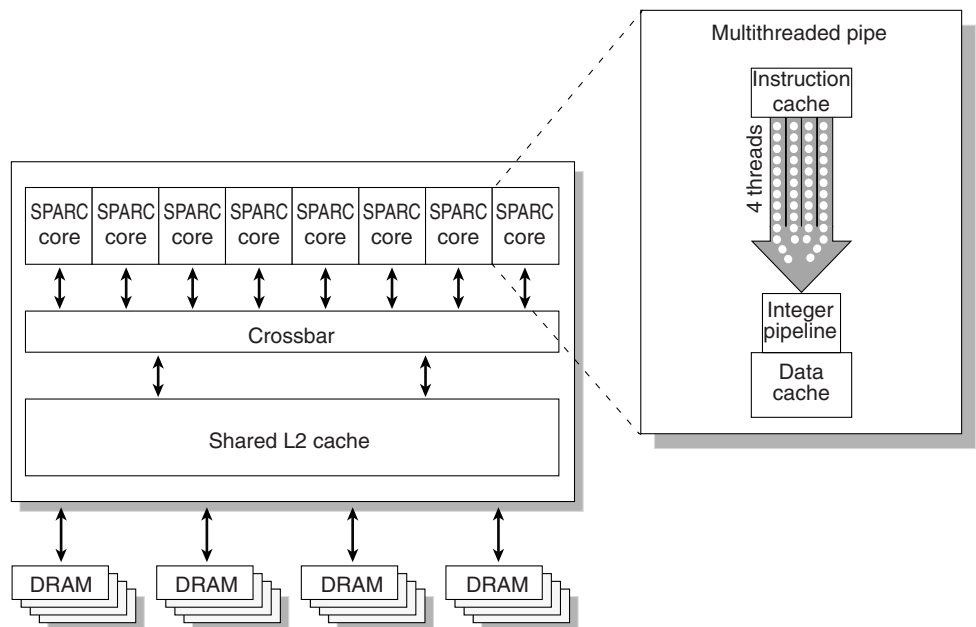 Multithreaded pipe
Instruction
cache
4 threads
Integer
pipeline
Data
cache
SPARC
core
SPARC
core
SPARC
core
SPARC
core
SPARC
core
SPARC
core
SPARC
core
SPARC
core
Crossbar
Shared L2 cache
DRAM
DRAM
DRAM
DRAM